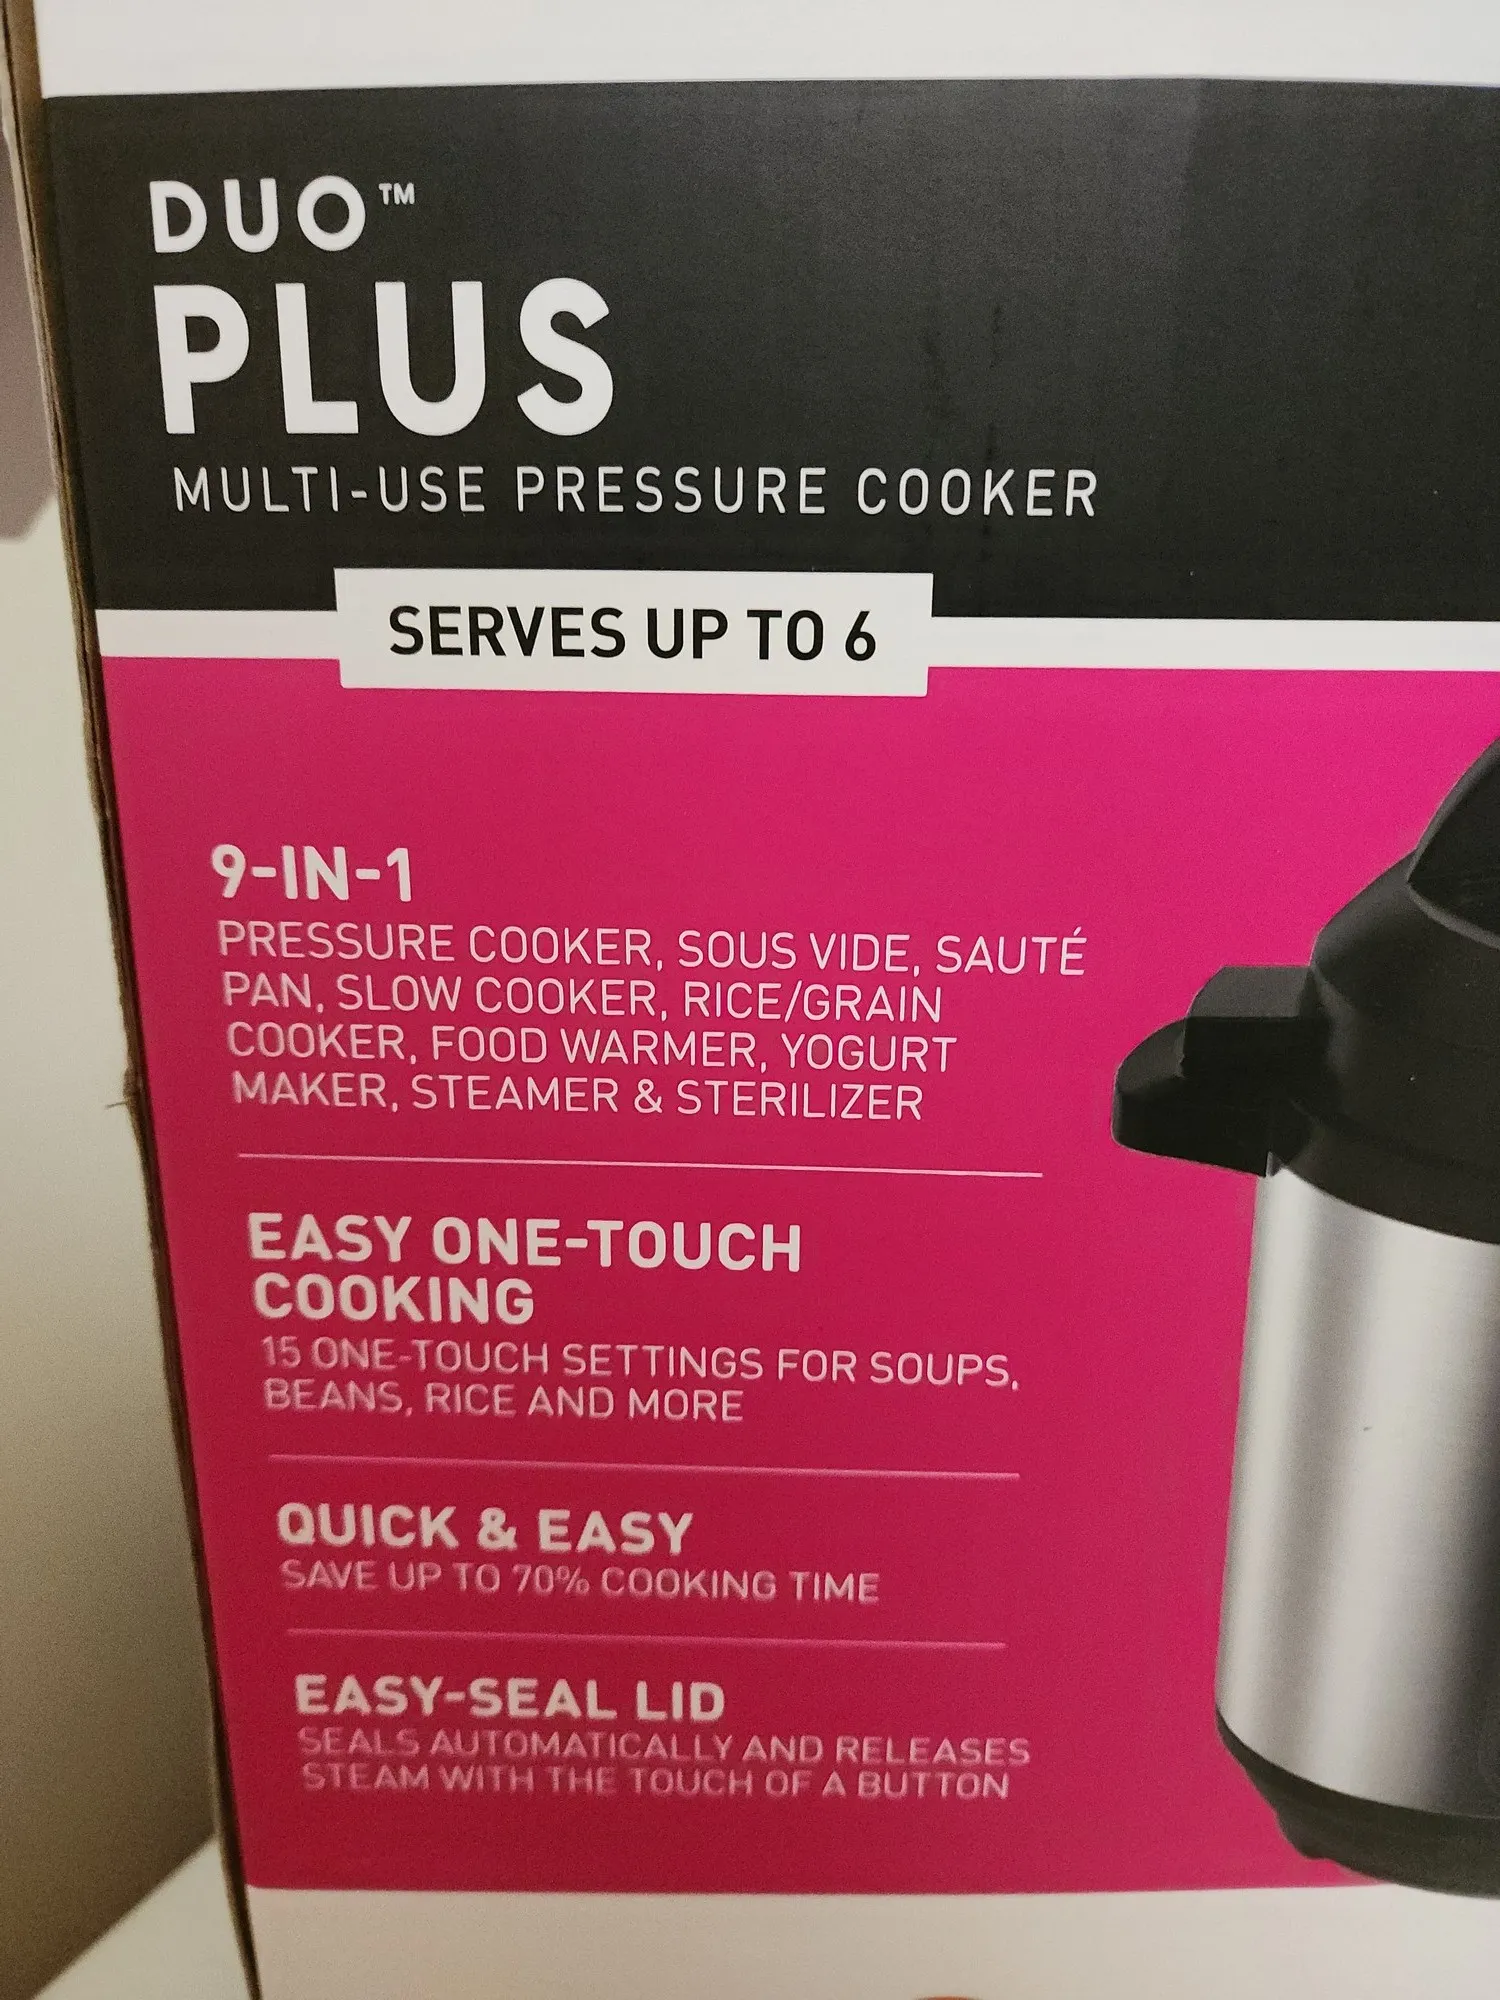 DUO™
PLUS
MULTI-USE PRESSURE COOKER
SERVES UP TO 6
9-IN-1
PRESSURE COOKER, SOUS VIDE, SAUTÉ
PAN, SLOW COOKER, RICE/GRAIN
COOKER, FOOD WARMER, YOGURT
MAKER, STEAMER & STERILIZER
EASY ONE-TOUCH
COOKING
15 ONE-TOUCH SETTINGS FOR SOUPS,
BEANS, RICE AND MORE
QUICK & EASY
SAVE UP TO 70% COOKING TIME
EASY-SEAL LID
SEALS AUTOMATICALLY AND RELEASES
STEAM WITH THE TOUCH OF A BUTTON